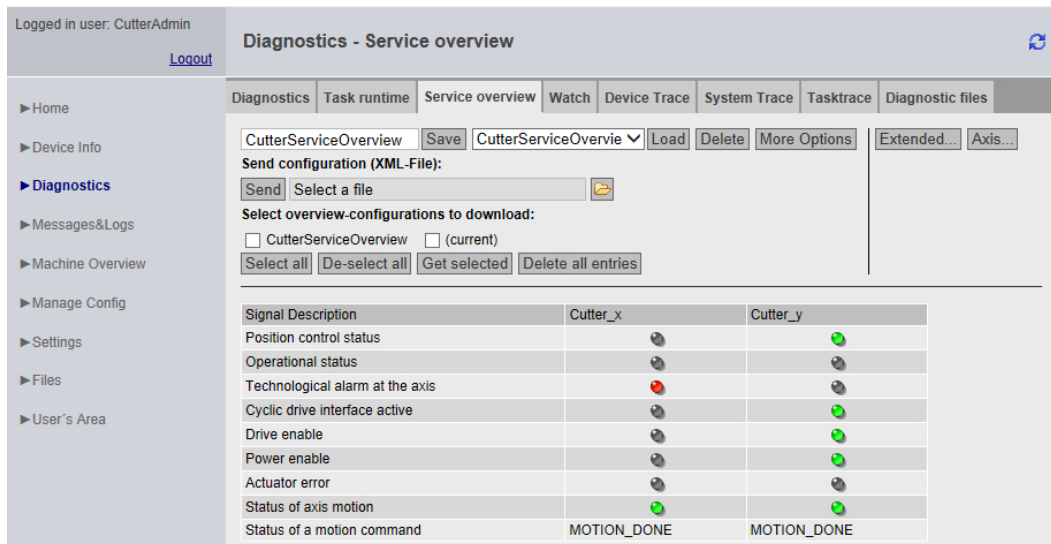 Logged in user: CutterAdmin
Logout
Diagnostics - Service overview
►Home
►Device Info
►Diagnostics
►Messages&Logs
►Machine Overview
►Manage Config
►Settings
►Files
►User´s Area
Diagnostics Task runtime Service overview Watch Device Trace System Trace Tasktrace Diagnostic files
CutterServiceOverview Save CutterServiceOvervie Load Delete More Options Extended... Axis...
Send configuration (XML-File):
Send Select a file
Select overview-configurations to download:
CutterServiceOverview (current)
Select all De-select all Get selected Delete all entries
Signal Description Cutter_x Cutter_y
Position control status
Operational status
Technological alarm at the axis
Cyclic drive interface active
Drive enable
Power enable
Actuator error
Status of axis motion
Status of a motion command MOTION_DONE MOTION_DONE